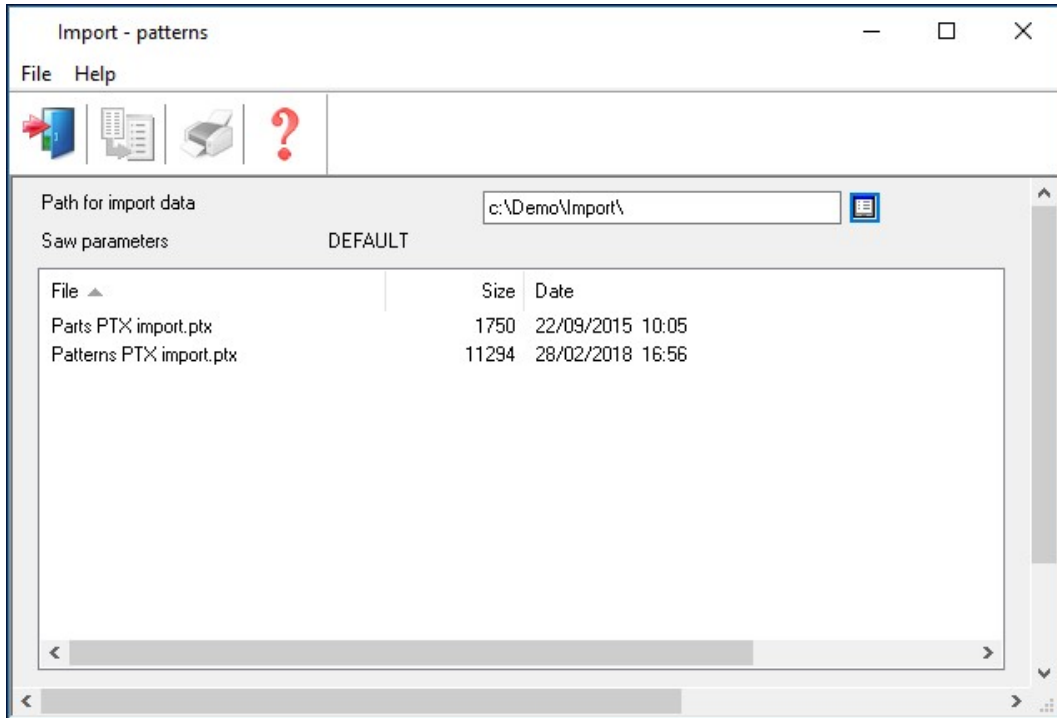 Import - patterns
File Help
?
Path for import data c:\Demo\Import\
Saw parameters DEFAULT
File Size Date
Parts PTX import.ptx 1750 22/09/2015 10:05
Patterns PTX import.ptx 11294 28/02/2018 16:56